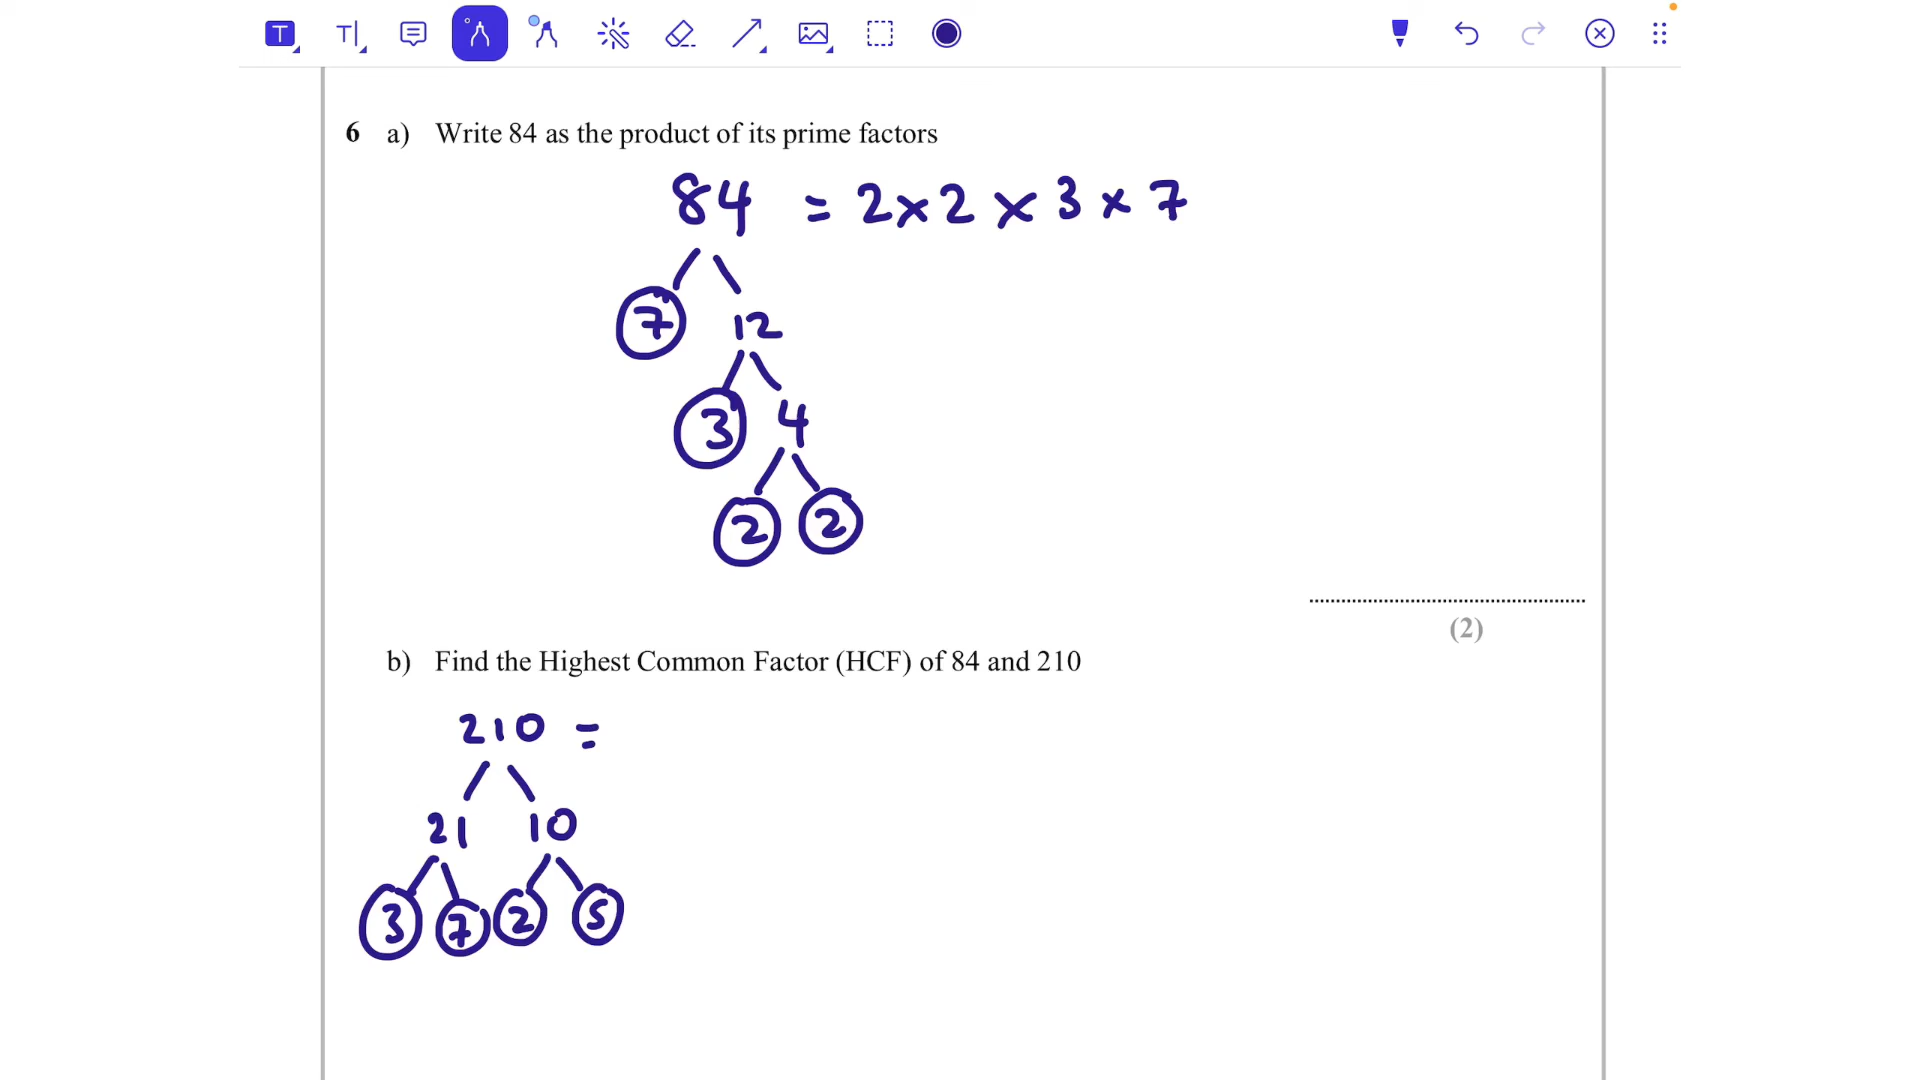 T T|
6 a) Write 84 as the product of its prime factors
84 = 2 × 2 × 3 × 7
7 12
3 4
2 2
(2)
b) Find the Highest Common Factor (HCF) of 84 and 210
210 =
21 10
3 7 2 5